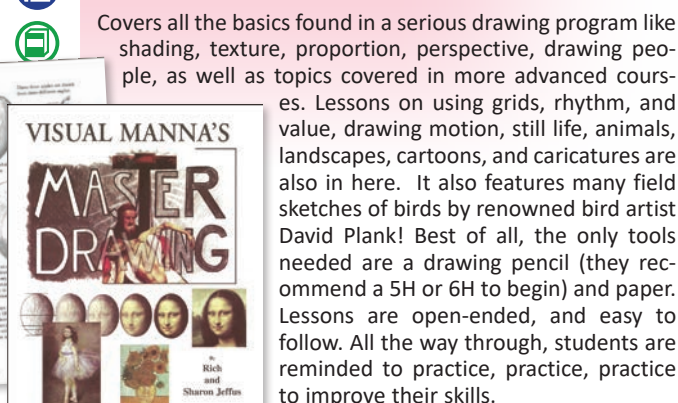 Covers all the basics found in a serious drawing program like
shading, texture, proportion, perspective, drawing peo-
ple, as well as topics covered in more advanced cours-
es. Lessons on using grids, rhythm, and
value, drawing motion, still life, animals,
landscapes, cartoons, and caricatures are
also in here. It also features many field
sketches of birds by renowned bird artist
David Plank! Best of all, the only tools
needed are a drawing pencil (they rec-
ommend a 5H or 6H to begin) and paper.
Lessons are open-ended, and easy to
follow. All the way through, students are
reminded to practice, practice, practice
to improve their skills.
VISUAL MANNA'S
MASTER
DRAWING
By
Rich
and
Sharon Jeffus